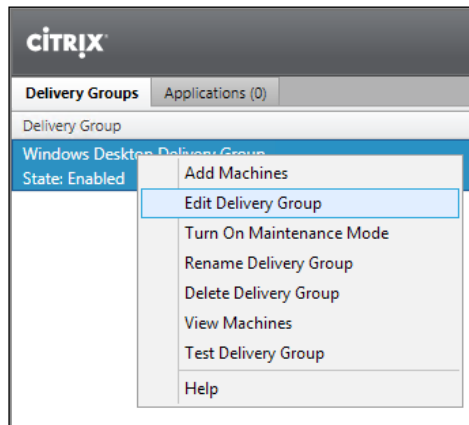 CITRIX
Delivery Groups Applications (0)
Delivery Group
Windows Desktop Delivery Group
State: Enabled
Add Machines
Edit Delivery Group
Turn On Maintenance Mode
Rename Delivery Group
Delete Delivery Group
View Machines
Test Delivery Group
Help